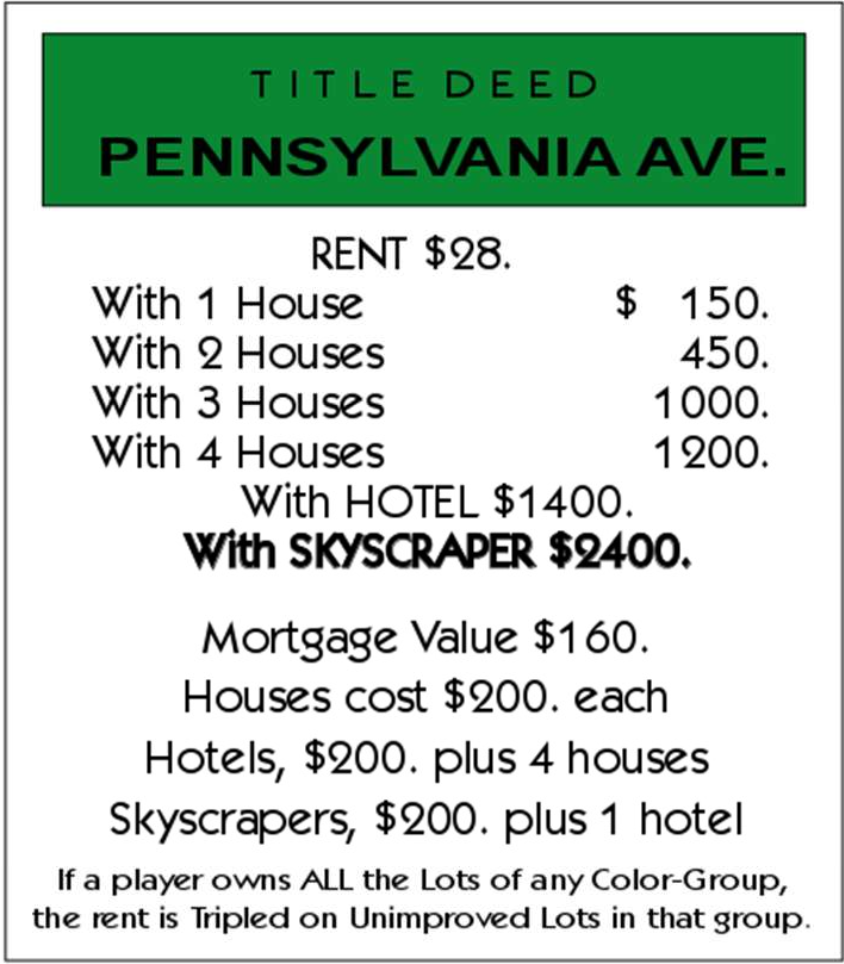 TITLE DEED
PENNSYLVANIA AVE.
RENT $28.
With 1 House $ 150.
With 2 Houses 450.
With 3 Houses 1000.
With 4 Houses 1200.
With HOTEL $1400.
With SKYSCRAPER $2400.
Mortgage Value $160.
Houses cost $200. each
Hotels, $200. plus 4 houses
Skyscrapers, $200. plus 1 hotel
If a player owns ALL the Lots of any Color-Group,
the rent is Tripled on Unimproved Lots in that group.